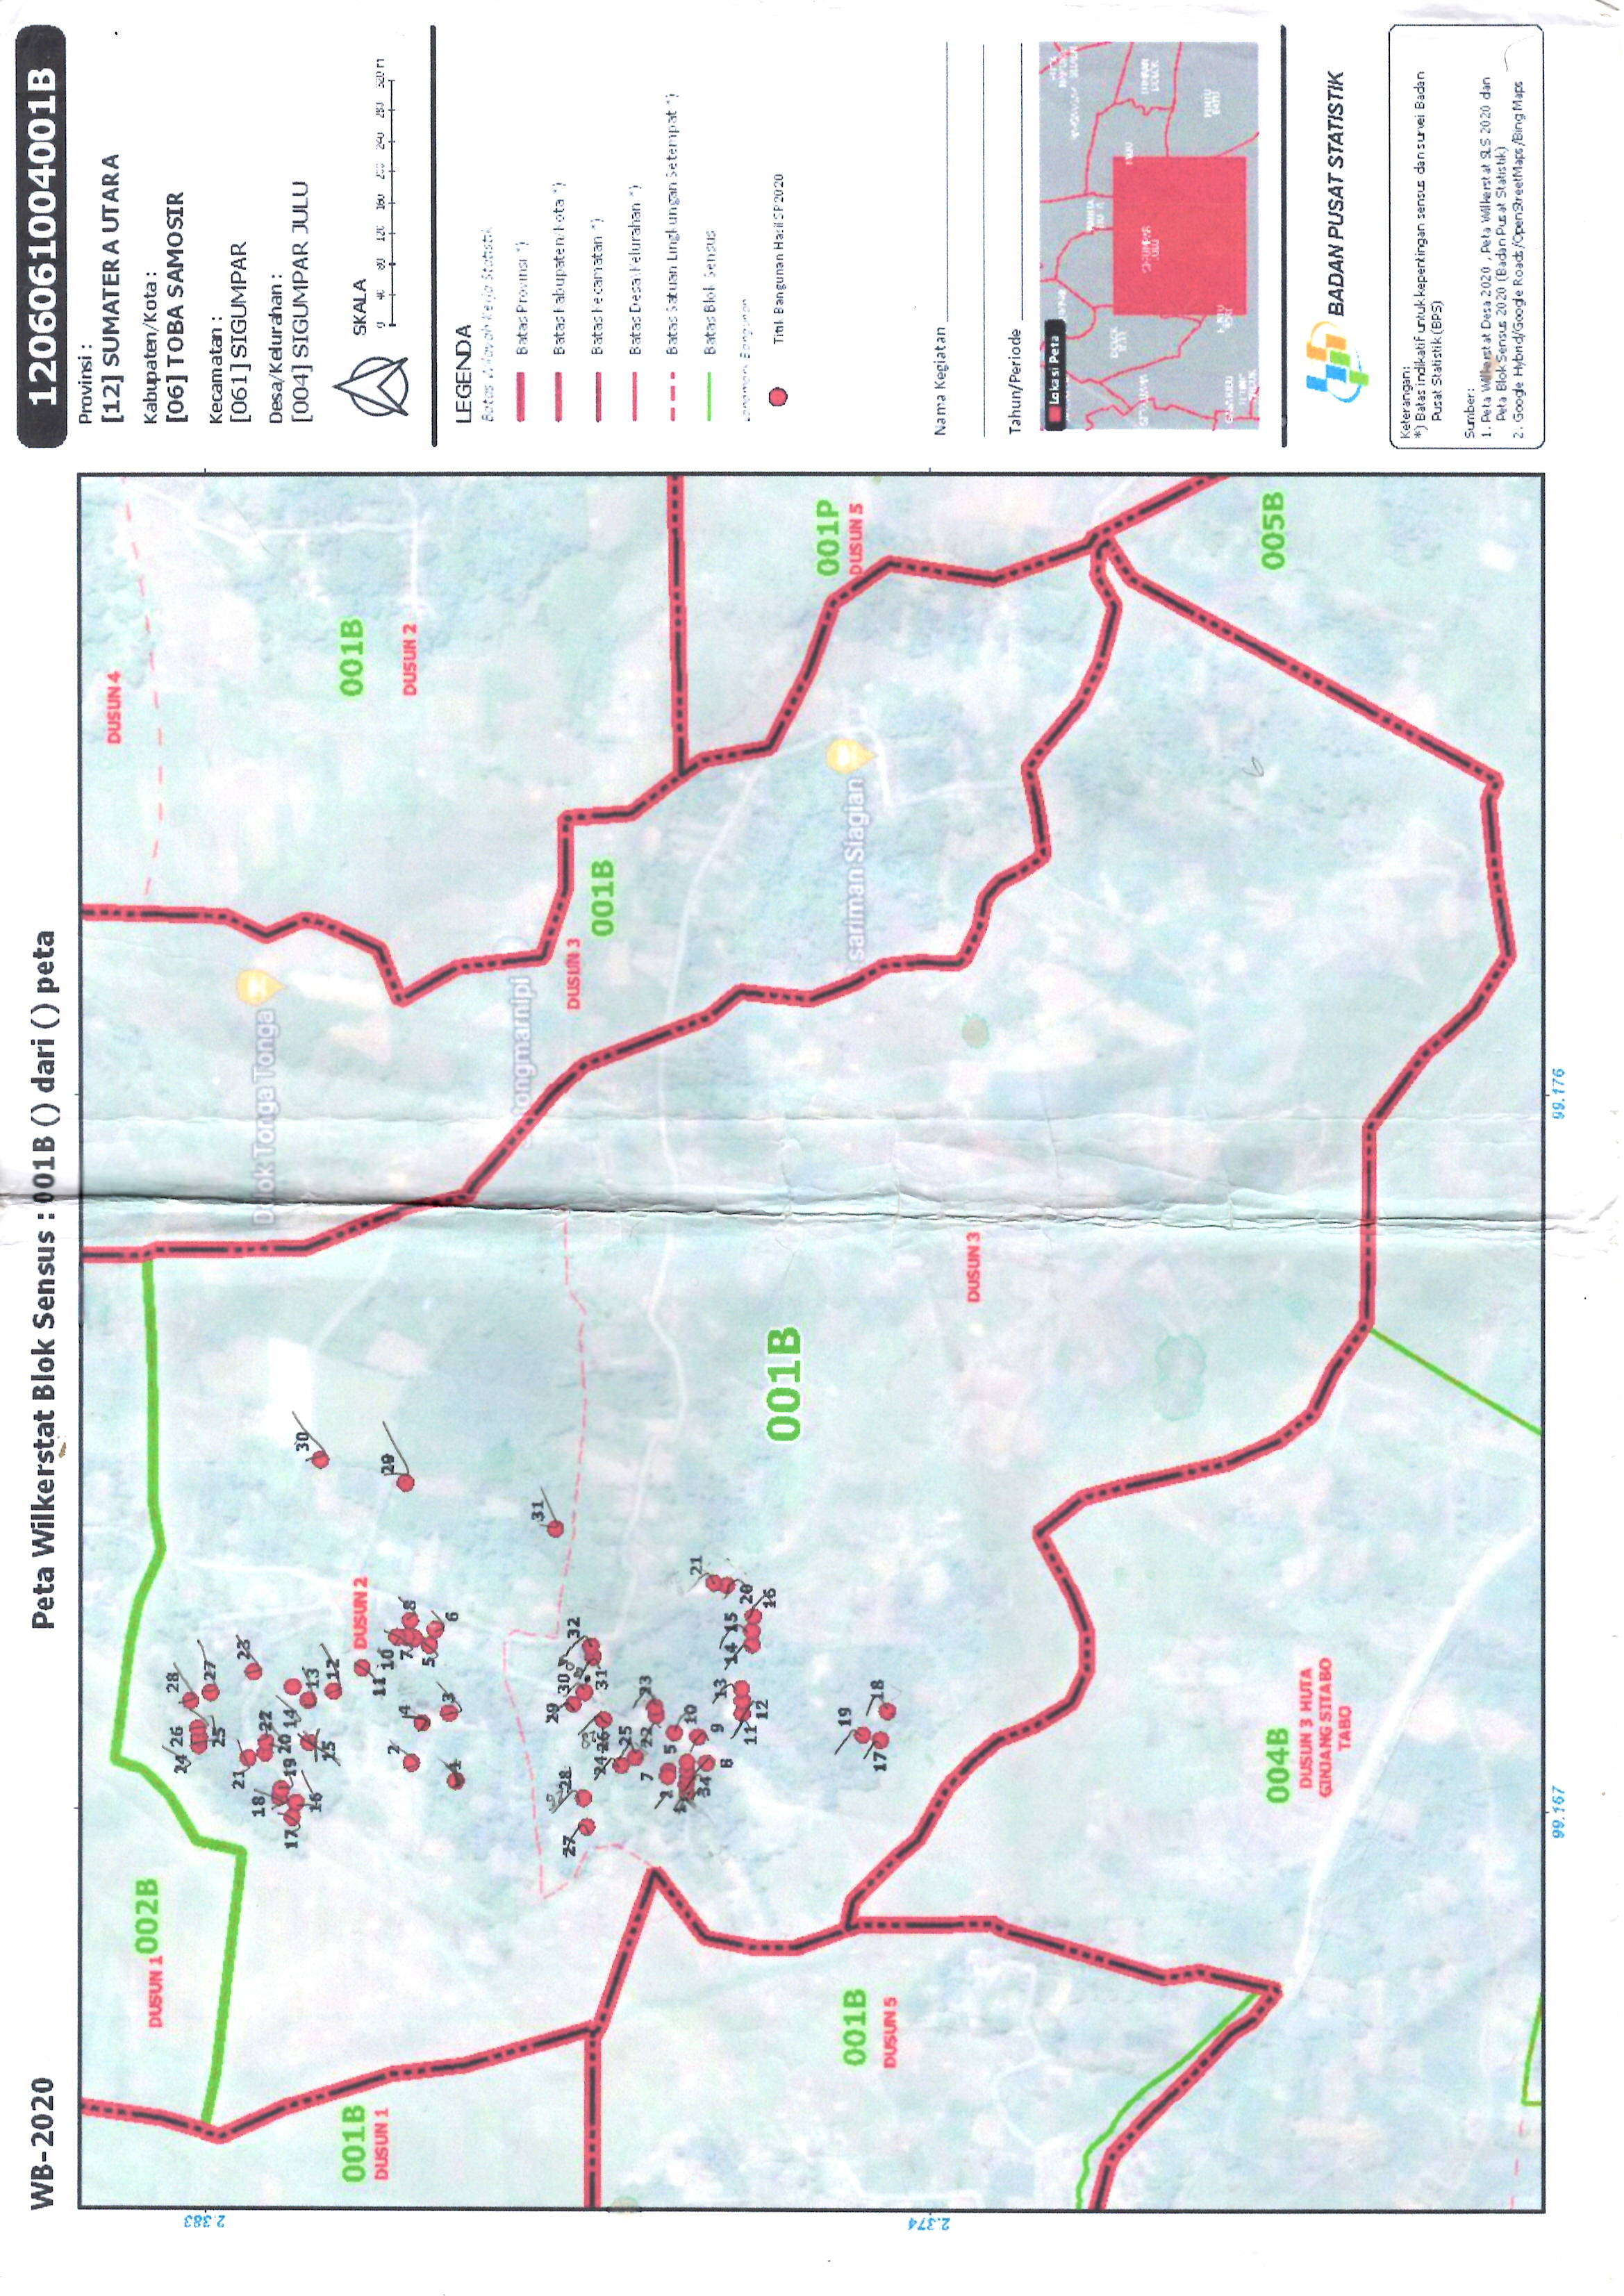 WB-2020
Peta Wilkerstat Blok Sensus : 001B () dari () peta
1206061004001B
Provinsi :
[12] SUMATERA UTARA
Kabupaten/Kota :
[06] TOBA SAMOSIR
Kecamatan :
[061] SIGUMPAR
Desa/Kelurahan :
[004] SIGUMPAR JULU
SKALA
0 40 80 120 160 200 240 280 320 m
LEGENDA
Batas Wilayah Kerja Statistik
Batas Provinsi *)
Batas Kabupaten/Kota *)
Batas Kecamatan *)
Batas Desa/Kelurahan *)
Batas Satuan Lingkungan Setempat *)
Batas Blok Sensus
Landmark Bangunan
Titik Bangunan Hasil SP2020
Nama Kegiatan
Tahun/Periode
Lokasi Peta
SIGUMPAR
JULU
BADAN PUSAT STATISTIK
Keterangan:
*) Batas indikatif untuk kepentingan sensus dan survei Badan
Pusat Statistik (BPS)
Sumber:
1. Peta Wilkerstat Desa 2020 , Peta Wilkerstat SLS 2020 dan
Peta Blok Sensus 2020 (Badan Pusat Statistik)
2. Google Hybrid/Google Roads/OpenStreetMaps/Bing Maps
DUSUN 1 002B
DUSUN 4
2.383
24 26 28
25 27
21 23
18 22
17 19 20 14
16 15 13
12
30
Dolok Tonga Tonga
001B
DUSUN 1
DUSUN 2
001B
DUSUN 2
11 10
2 4 7 8
29
5
1 3 6
31
DUSUN 3
001B
27 28 29 30 32
31
24 26
25
7 22 23
2 5
1 10
34
8 9 13
11 12
14 15 20 21
16
001B
19
17 18
001B
DUSUN 5
sariman Siagian
001P
DUSUN 5
2.374
DUSUN 3
6
004B
DUSUN 3 HUTA
GINJANG SITABO
TABO
005B
99.167
99.176